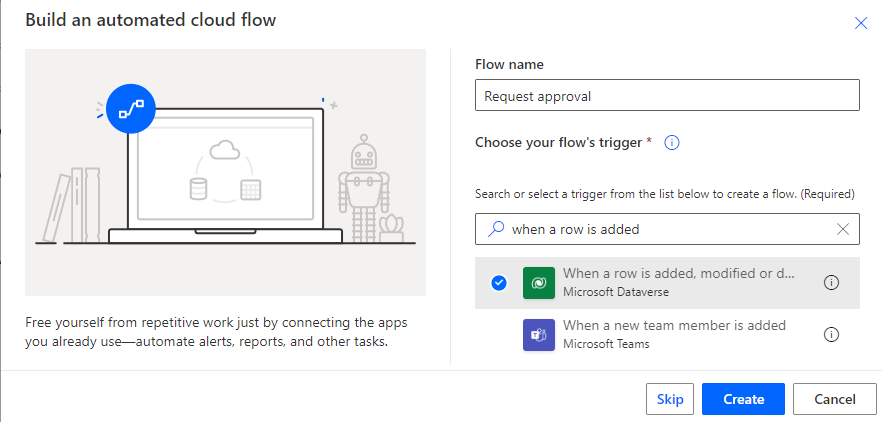 Build an automated cloud flow
Free yourself from repetitive work just by connecting the apps
you already use—automate alerts, reports, and other tasks.
Flow name
Request approval
Choose your flow's trigger *
Search or select a trigger from the list below to create a flow. (Required)
when a row is added
When a row is added, modified or d...
Microsoft Dataverse
When a new team member is added
Microsoft Teams
Skip
Create
Cancel